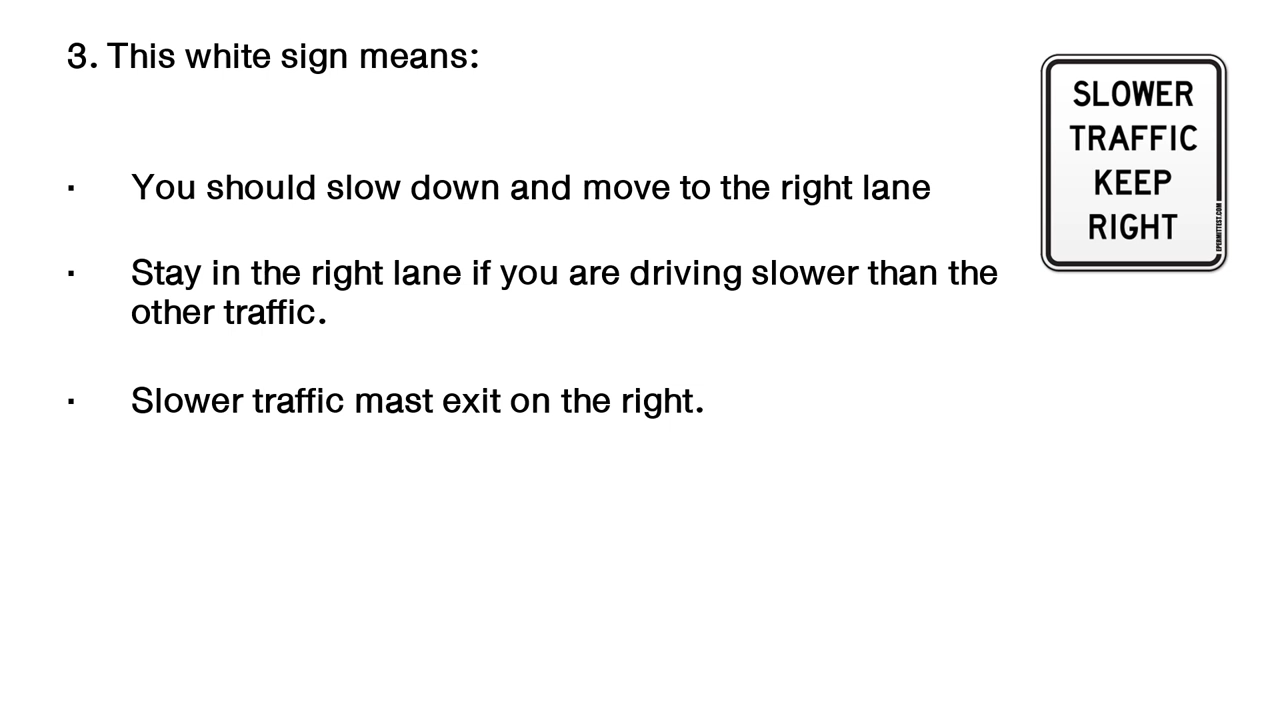 3. This white sign means:
· You should slow down and move to the right lane
· Stay in the right lane if you are driving slower than the
other traffic.
· Slower traffic mast exit on the right.
SLOWER
TRAFFIC
KEEP
RIGHT
EPERMITTEST.COM